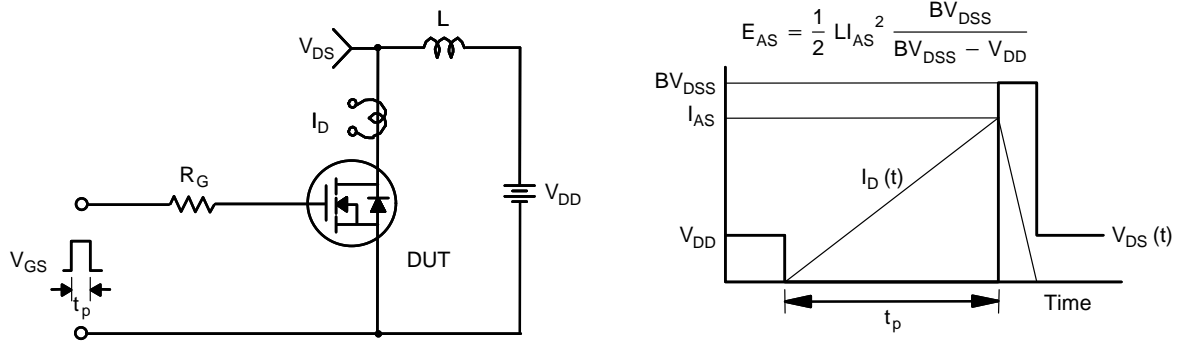 L
V_DS
I_D
R_G
V_DD
V_GS
DUT
t_p
E_AS = 1/2 LI_AS^2 BV_DSS / (BV_DSS − V_DD)
BV_DSS
I_AS
I_D (t)
V_DD
V_DS (t)
t_p
Time